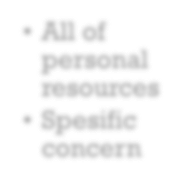 • All of
personal
resources
• Spesific
concern